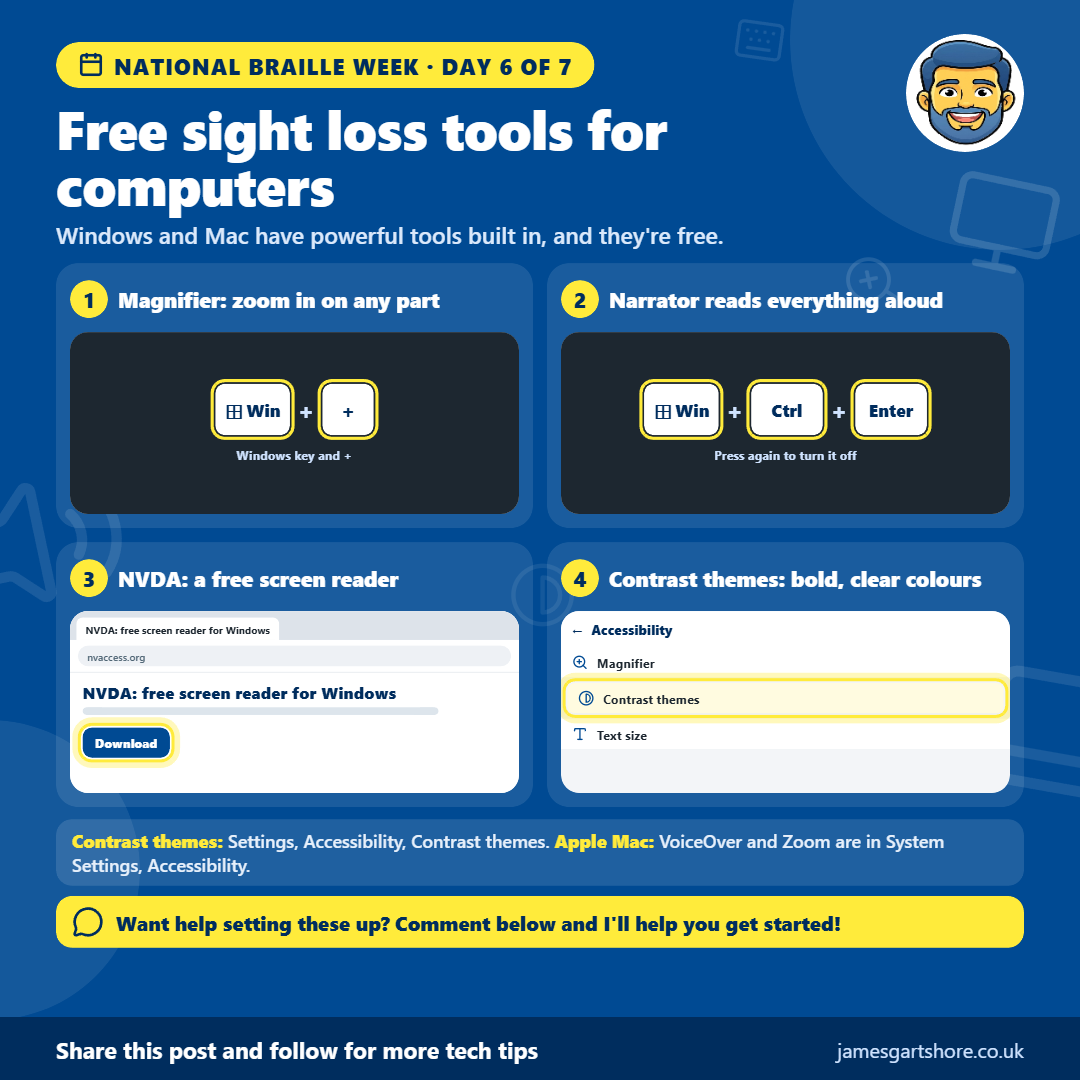 NATIONAL BRAILLE WEEK · DAY 6 OF 7
Free sight loss tools for
computers
Windows and Mac have powerful tools built in, and they're free.
1 Magnifier: zoom in on any part
Win + +
Windows key and +
2 Narrator reads everything aloud
Win + Ctrl + Enter
Press again to turn it off
3 NVDA: a free screen reader
NVDA: free screen reader for Windows
nvaccess.org
NVDA: free screen reader for Windows
Download
4 Contrast themes: bold, clear colours
← Accessibility
Magnifier
Contrast themes
Text size
Contrast themes: Settings, Accessibility, Contrast themes. Apple Mac: VoiceOver and Zoom are in System
Settings, Accessibility.
Want help setting these up? Comment below and I'll help you get started!
Share this post and follow for more tech tips
jamesgartshore.co.uk